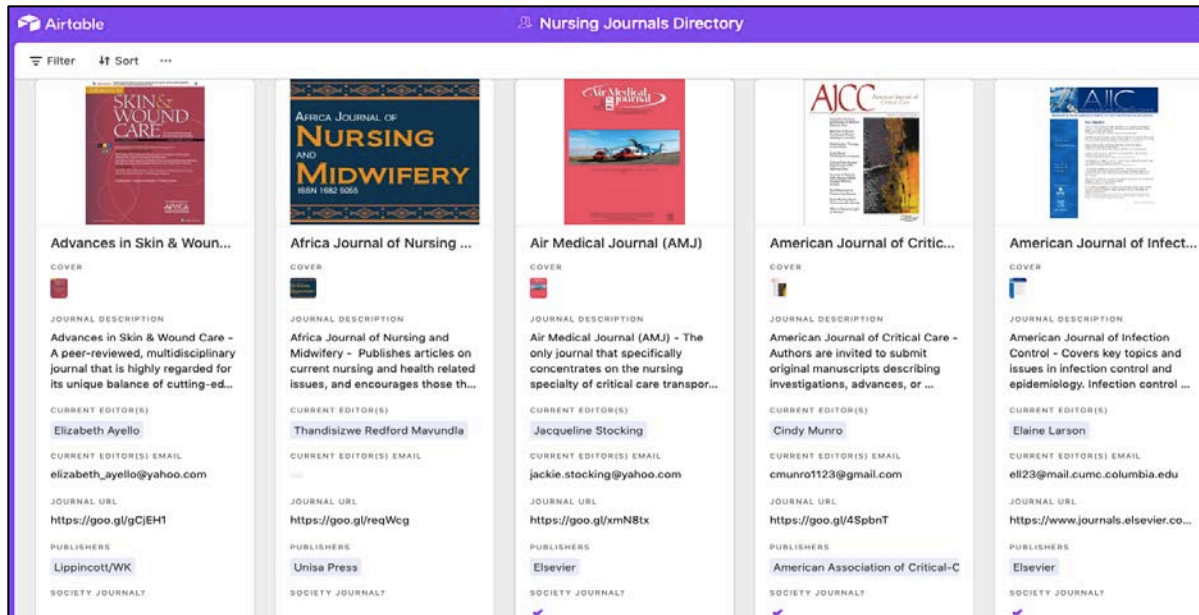 Airtable
Nursing Journals Directory
Filter
Sort
...
SKIN&
WOUND
CARE
Advances in Skin & Woun...
COVER
JOURNAL DESCRIPTION
Advances in Skin & Wound Care -
A peer-reviewed, multidisciplinary
journal that is highly regarded for
its unique balance of cutting-ed...
CURRENT EDITOR(S)
Elizabeth Ayello
CURRENT EDITOR(S) EMAIL
elizabeth_ayello@yahoo.com
JOURNAL URL
https://goo.gl/gCjEH1
PUBLISHERS
Lippincott/WK
SOCIETY JOURNAL?
AFRICA JOURNAL OF
NURSING
AND
MIDWIFERY
ISSN 1682 5055
Africa Journal of Nursing ...
COVER
JOURNAL DESCRIPTION
Africa Journal of Nursing and
Midwifery - Publishes articles on
current nursing and health related
issues, and encourages those th...
CURRENT EDITOR(S)
Thandisizwe Redford Mavundla
CURRENT EDITOR(S) EMAIL
JOURNAL URL
https://goo.gl/reqWcg
PUBLISHERS
Unisa Press
SOCIETY JOURNAL?
Air Medical Journal
Air Medical Journal (AMJ)
COVER
JOURNAL DESCRIPTION
Air Medical Journal (AMJ) - The
only journal that specifically
concentrates on the nursing
specialty of critical care transpor...
CURRENT EDITOR(S)
Jacqueline Stocking
CURRENT EDITOR(S) EMAIL
jackie.stocking@yahoo.com
JOURNAL URL
https://goo.gl/xmN8tx
PUBLISHERS
Elsevier
SOCIETY JOURNAL?
AJCC
American Journal of
Critical Care
American Journal of Critic...
COVER
JOURNAL DESCRIPTION
American Journal of Critical Care -
Authors are invited to submit
original manuscripts describing
investigations, advances, or ...
CURRENT EDITOR(S)
Cindy Munro
CURRENT EDITOR(S) EMAIL
cmunro1123@gmail.com
JOURNAL URL
https://goo.gl/4SpbnT
PUBLISHERS
American Association of Critical-C
SOCIETY JOURNAL?
AJIC
American Journal of Infect...
COVER
JOURNAL DESCRIPTION
American Journal of Infection
Control - Covers key topics and
issues in infection control and
epidemiology. Infection control ...
CURRENT EDITOR(S)
Elaine Larson
CURRENT EDITOR(S) EMAIL
ell23@mail.cumc.columbia.edu
JOURNAL URL
https://www.journals.elsevier.co...
PUBLISHERS
Elsevier
SOCIETY JOURNAL?